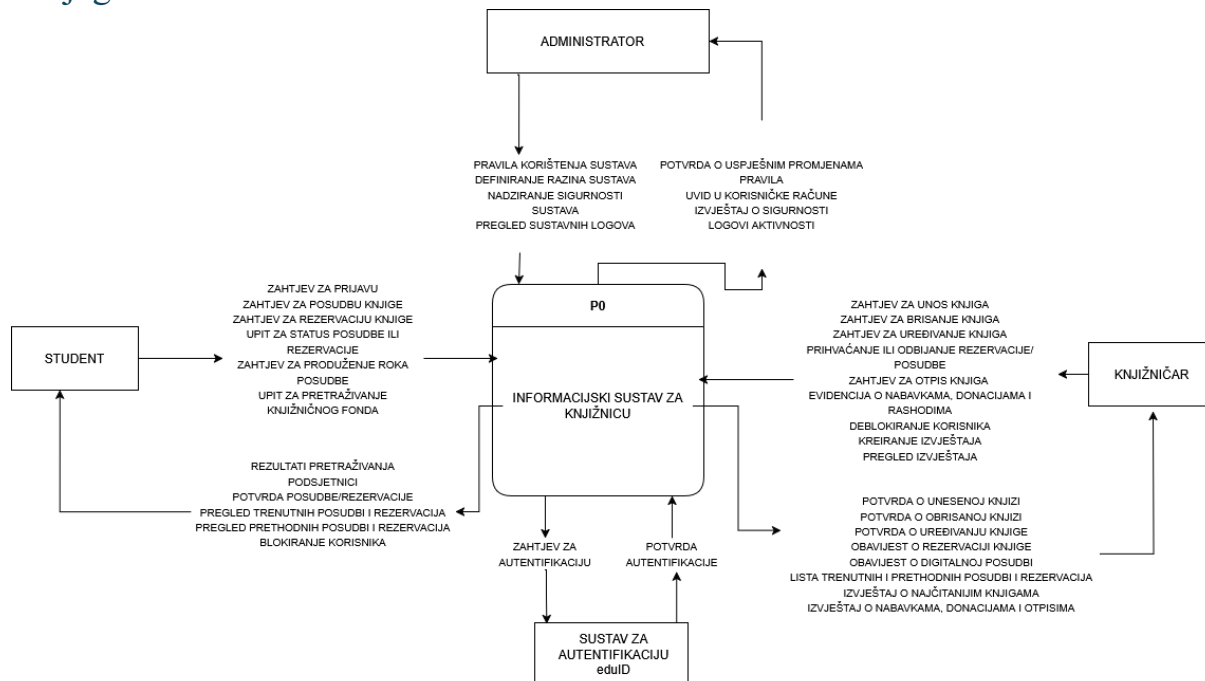 ADMINISTRATOR
PRAVILA KORIŠTENJA SUSTAVA
DEFINIRANJE RAZINA SUSTAVA
NADZIRANJE SIGURNOSTI
SUSTAVA
PREGLED SUSTAVNIH LOGOVA
POTVRDA O USPJEŠNIM PROMJENAMA
PRAVILA
UVID U KORISNIČKE RAČUNE
IZVJEŠTAJ O SIGURNOSTI
LOGOVI AKTIVNOSTI
STUDENT
ZAHTJEV ZA PRIJAVU
ZAHTJEV ZA POSUDBU KNJIGE
ZAHTJEV ZA REZERVACIJU KNJIGE
UPIT ZA STATUS POSUDBE ILI
REZERVACIJE
ZAHTJEV ZA PRODUŽENJE ROKA
POSUDBE
UPIT ZA PRETRAŽIVANJE
KNJIŽNIČNOG FONDA
P0
INFORMACIJSKI SUSTAV ZA
KNJIŽNICU
ZAHTJEV ZA UNOS KNJIGA
ZAHTJEV ZA BRISANJE KNJIGA
ZAHTJEV ZA UREĐIVANJE KNJIGA
PRIHVAĆANJE ILI ODBIJANJE REZERVACIJE/
POSUDBE
ZAHTJEV ZA OTPIS KNJIGA
EVIDENCIJA O NABAVKAMA, DONACIJAMA I
RASHODIMA
DEBLOKIRANJE KORISNIKA
KREIRANJE IZVJEŠTAJA
PREGLED IZVJEŠTAJA
KNJIŽNIČAR
REZULTATI PRETRAŽIVANJA
PODSJETNICI
POTVRDA POSUDBE/REZERVACIJE
PREGLED TRENUTNIH POSUDBI I REZERVACIJA
PREGLED PRETHODNIH POSUDBI I REZERVACIJA
BLOKIRANJE KORISNIKA
ZAHTJEV ZA
AUTENTIFIKACIJU
POTVRDA
AUTENTIFIKACIJE
POTVRDA O UNESENOJ KNJIZI
POTVRDA O OBRISANOJ KNJIZI
POTVRDA O UREĐIVANJU KNJIGE
OBAVIJEST O REZERVACIJI KNJIGE
OBAVIJEST O DIGITALNOJ POSUDBI
LISTA TRENUTNIH I PRETHODNIH POSUDBI I REZERVACIJA
IZVJEŠTAJ O NAJČITANIJIM KNJIGAMA
IZVJEŠTAJ O NABAVKAMA, DONACIJAMA I OTPISIMA
SUSTAV ZA
AUTENTIFIKACIJU
eduID